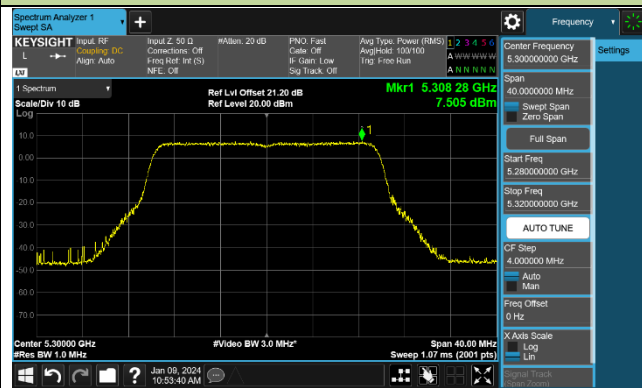 Spectrum Analyzer 1
Swept SA
Frequency
KEYSIGHT
Input: RF
Coupling: DC
Align: Auto
Input Z: 50 Ω
Corrections: Off
Freq Ref: Int (S)
NFE: Off
#Atten: 20 dB
PNO: Fast
Gate: Off
IF Gain: Low
Sig Track: Off
Avg Type: Power (RMS)
Avg|Hold: 100/100
Trig: Free Run
1 2 3 4 5 6
A W W W W W
A N N N N N
L
LXI
1 Spectrum
Scale/Div 10 dB
Log
Ref Lvl Offset 21.20 dB
Ref Level 20.00 dBm
Mkr1 5.308 28 GHz
7.505 dBm
1
10.0
0.00
-10.0
-20.0
-30.0
-40.0
-50.0
-60.0
-70.0
Center 5.30000 GHz
#Res BW 1.0 MHz
#Video BW 3.0 MHz*
Span 40.00 MHz
Sweep 1.07 ms (2001 pts)
Center Frequency
5.300000000 GHz
Settings
Span
40.0000000 MHz
Swept Span
Zero Span
Full Span
Start Freq
5.280000000 GHz
Stop Freq
5.320000000 GHz
AUTO TUNE
CF Step
4.000000 MHz
Auto
Man
Freq Offset
0 Hz
X Axis Scale
Log
Lin
Signal Track
(Span Zoom)
?
Jan 09, 2024
10:53:40 AM